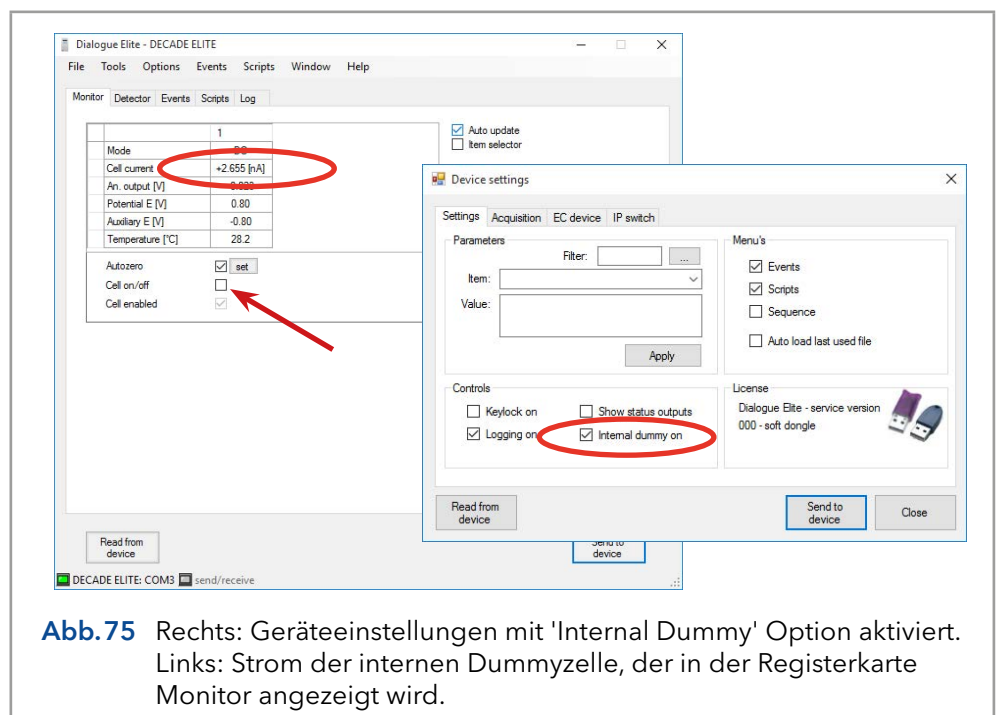 Dialogue Elite - DECADE ELITE
File Tools Options Events Scripts Window Help
Monitor Detector Events Scripts Log
1
Mode
Cell current +2.655 [nA]
An. output [V]
Potential E [V] 0.80
Auxiliary E [V] -0.80
Temperature [°C] 28.2
Autozero set
Cell on/off
Cell enabled
Auto update
Item selector
Read from
device
device
DECADE ELITE: COM3 send/receive
Device settings
Settings Acquisition EC device IP switch
Parameters
Filter: ...
Item:
Value:
Apply
Menu's
Events
Scripts
Sequence
Auto load last used file
Controls
Keylock on Show status outputs
Logging on Internal dummy on
License
Dialogue Elite - service version
000 - soft dongle
Read from
device
Send to
device
Close
Abb.75 Rechts: Geräteeinstellungen mit 'Internal Dummy' Option aktiviert.
Links: Strom der internen Dummyzelle, der in der Registerkarte
Monitor angezeigt wird.